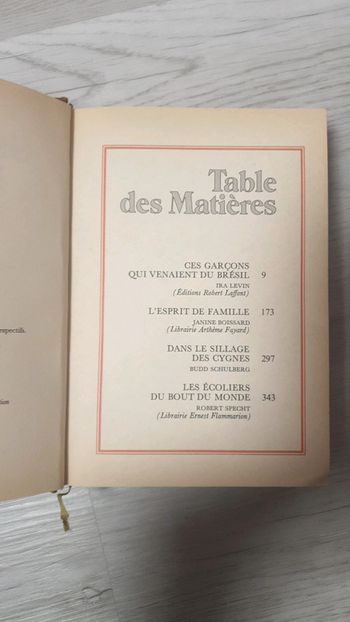 spectifs.
tion
Table
des Matières
CES GARÇONS
QUI VENAIENT DU BRÉSIL 9
IRA LEVIN
(Éditions Robert Laffont)
L'ESPRIT DE FAMILLE 173
JANINE BOISSARD
(Librairie Arthème Fayard)
DANS LE SILLAGE
DES CYGNES 297
BUDD SCHULBERG
LES ÉCOLIERS
DU BOUT DU MONDE 343
ROBERT SPECHT
(Librairie Ernest Flammarion)